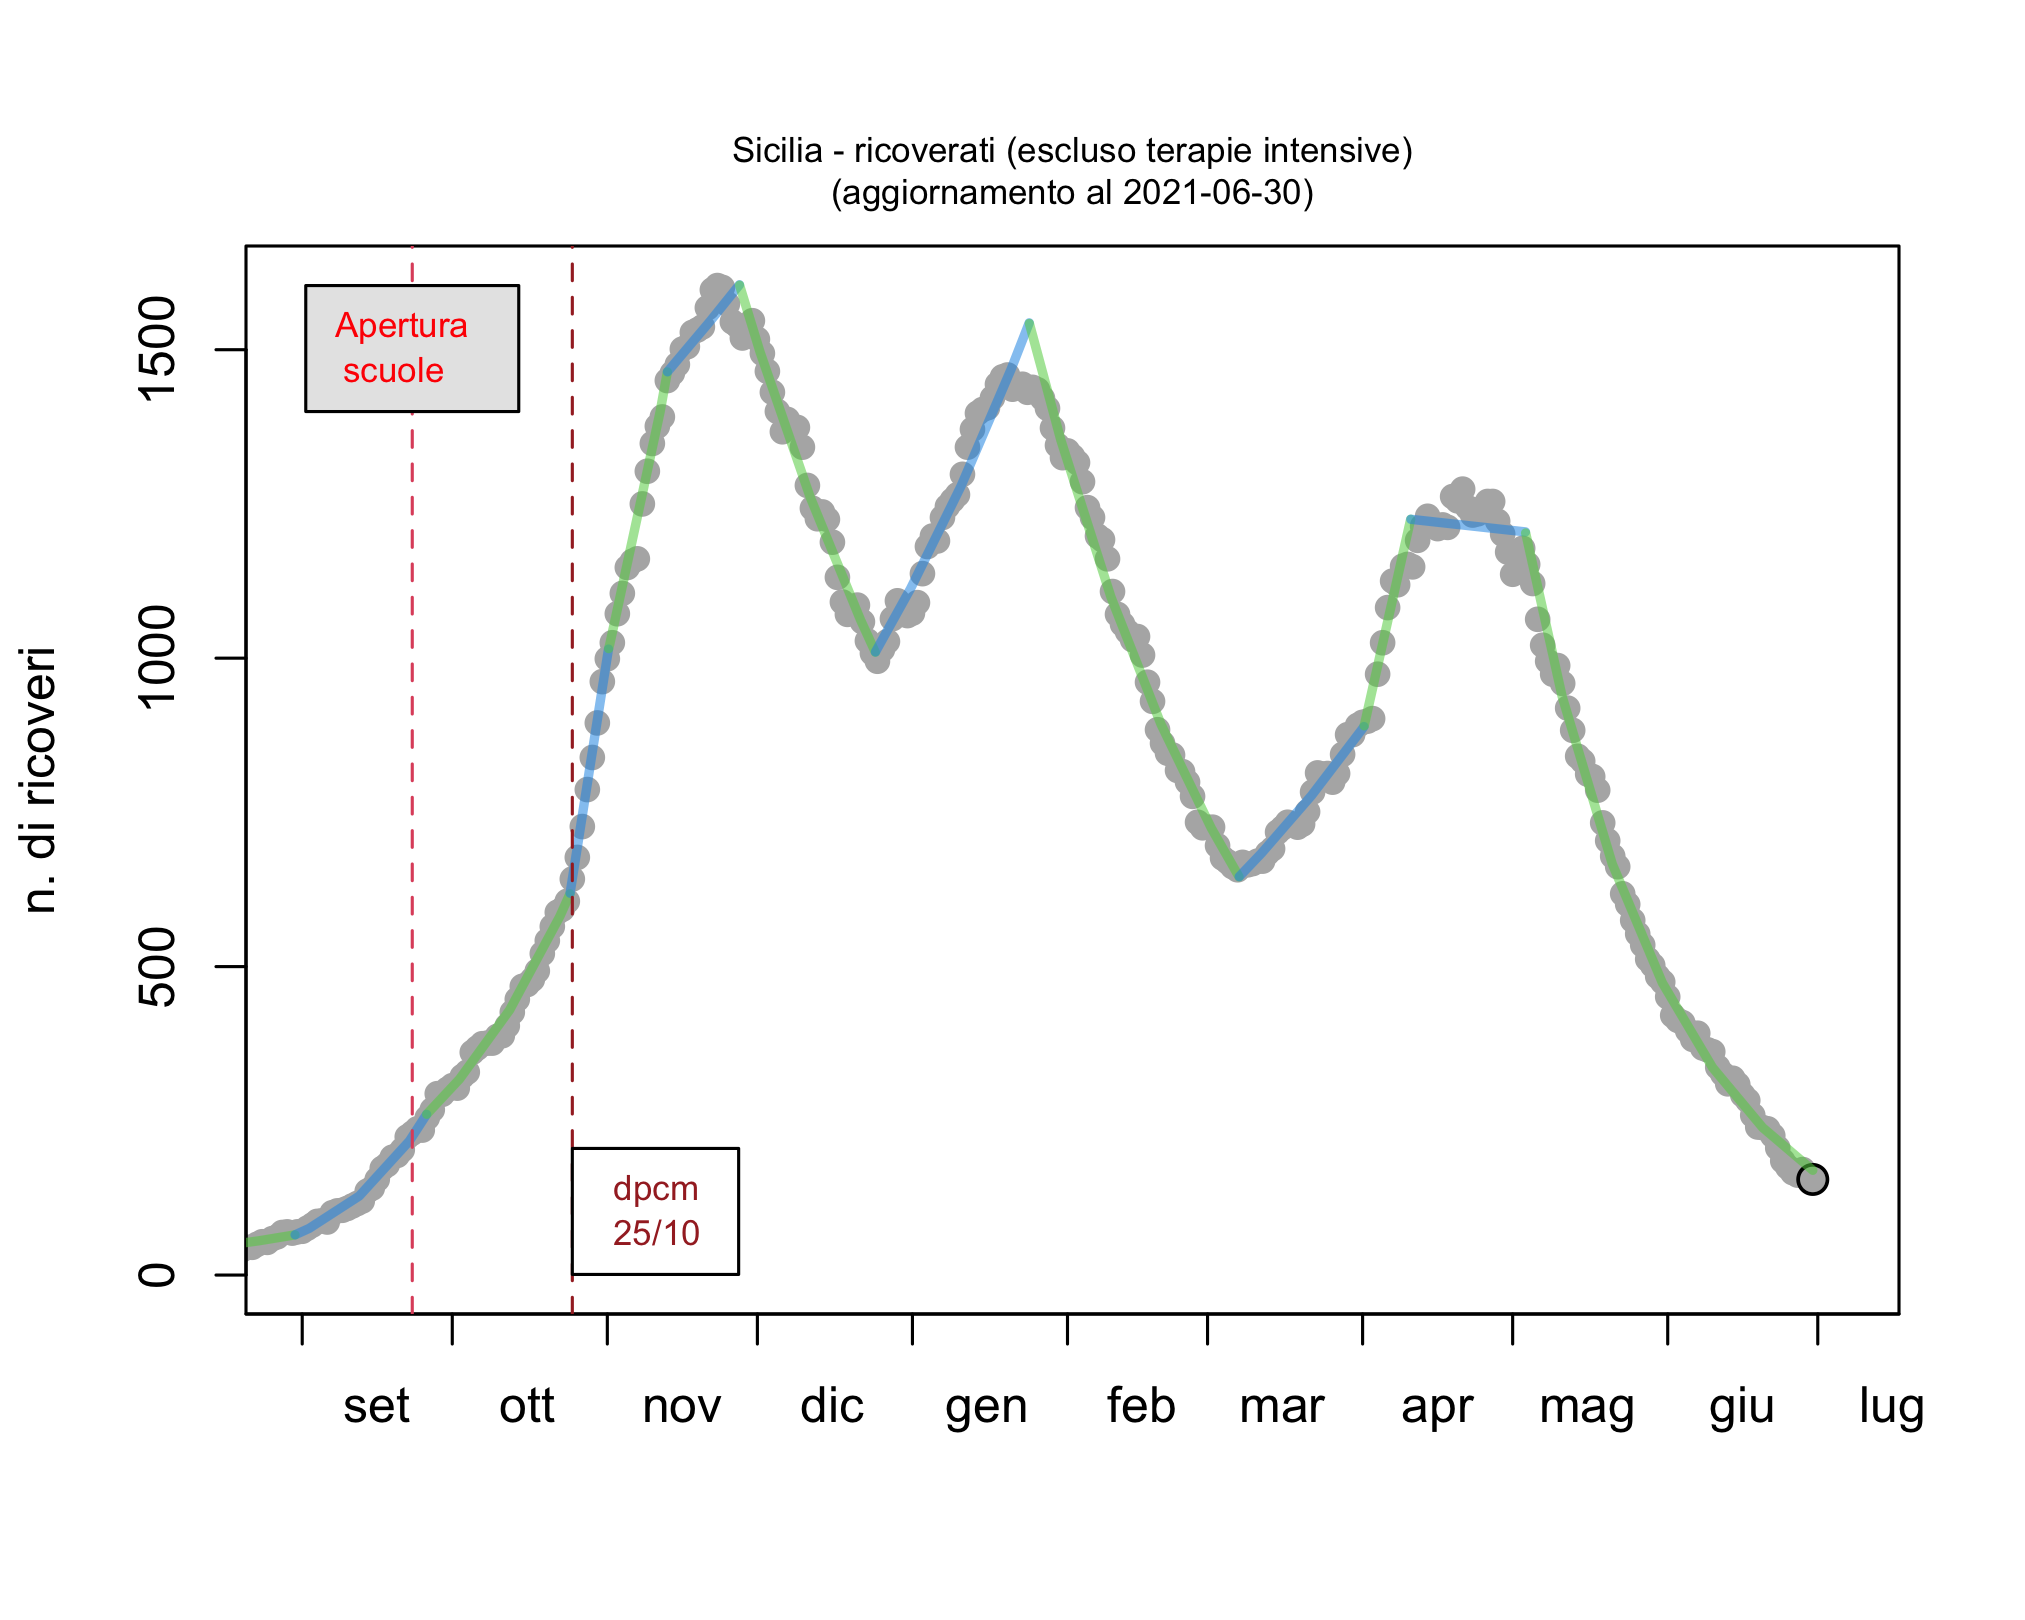 Sicilia - ricoverati (escluso terapie intensive)
(aggiornamento al 2021-06-30)
n. di ricoveri
1500
1000
500
0
Apertura
scuole
dpcm
25/10
set ott nov dic gen feb mar apr mag giu lug